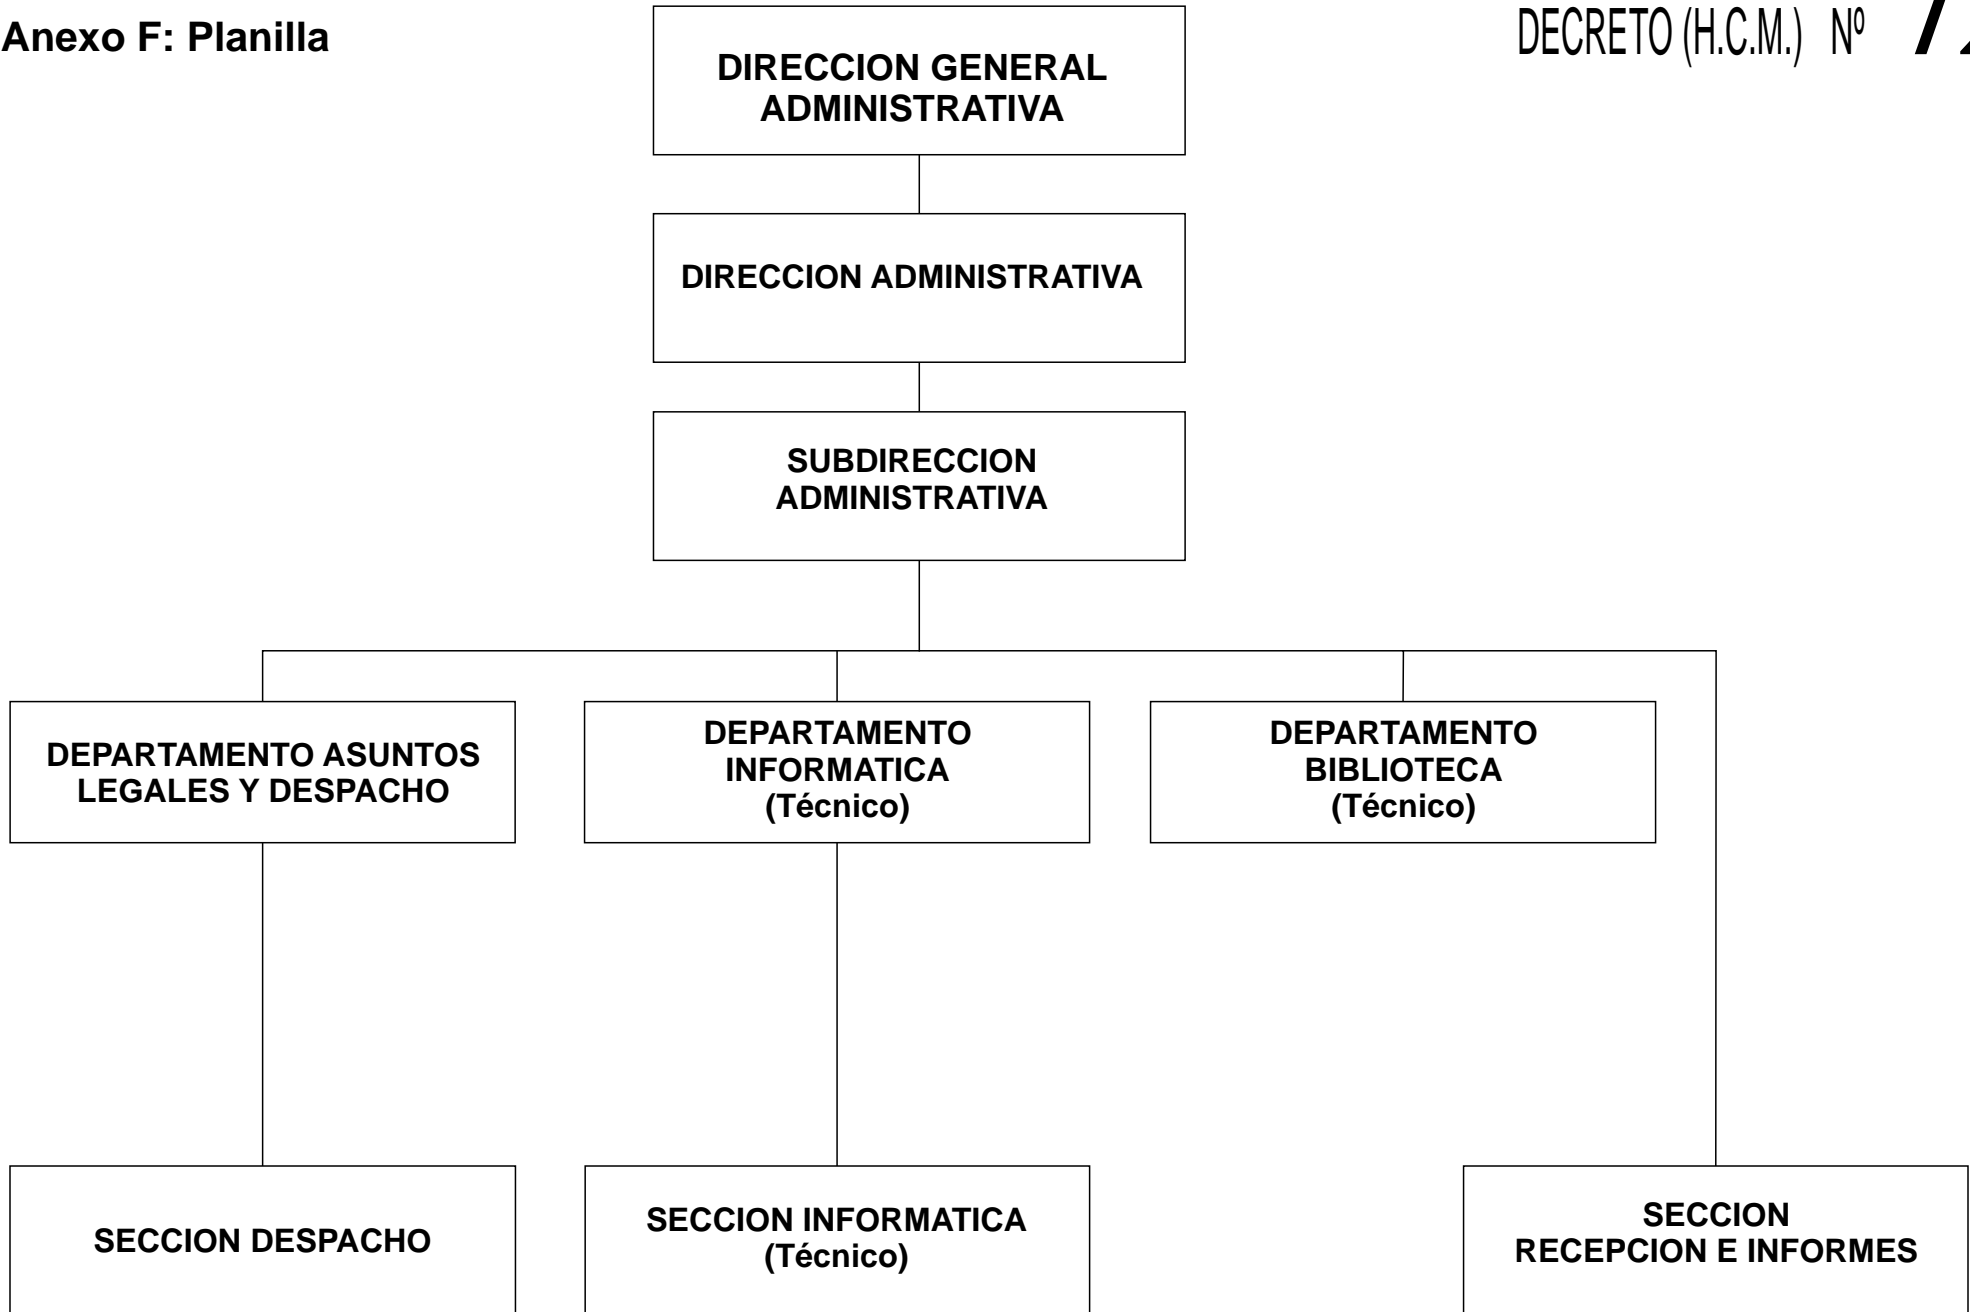 Anexo F: Planilla
DECRETO (H.C.M.) Nº
DIRECCION GENERAL
ADMINISTRATIVA
DIRECCION ADMINISTRATIVA
SUBDIRECCION
ADMINISTRATIVA
DEPARTAMENTO ASUNTOS
LEGALES Y DESPACHO
DEPARTAMENTO
INFORMATICA
(Técnico)
DEPARTAMENTO
BIBLIOTECA
(Técnico)
SECCION DESPACHO
SECCION INFORMATICA
(Técnico)
SECCION
RECEPCION E INFORMES